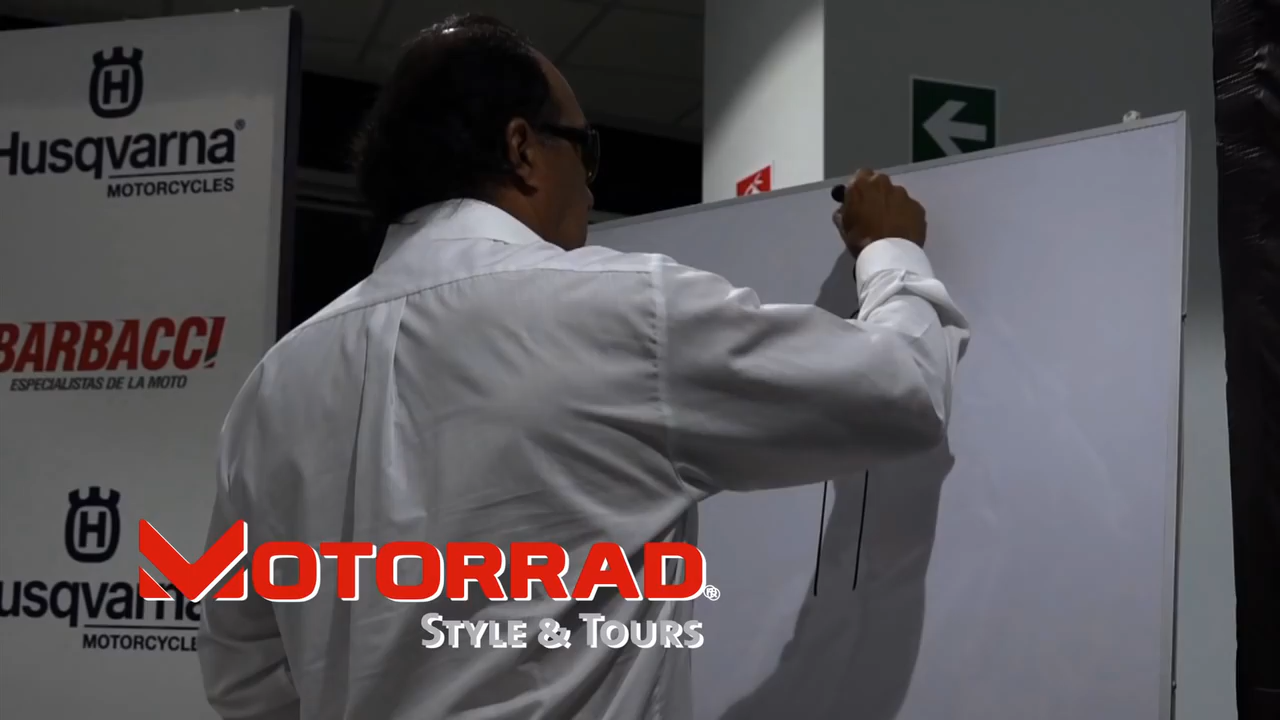 H
Husqvarna®
MOTORCYCLES
BARBACCI
ESPECIALISTAS DE LA MOTO
H
MOTORRAD®
STYLE & TOURS